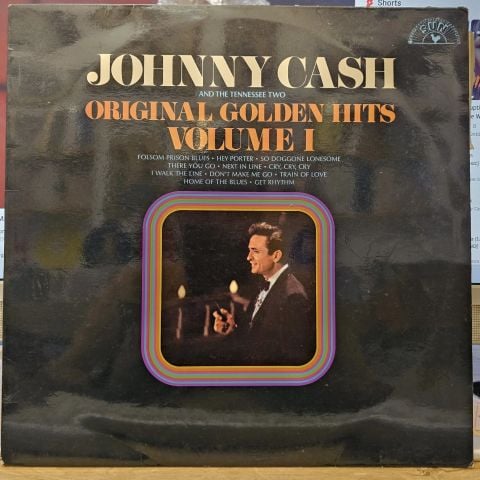 Shorts
SUN
JOHNNY CASH
AND THE TENNESSEE TWO
ORIGINAL GOLDEN HITS
VOLUME I
FOLSOM PRISON BLUES • HEY PORTER • SO DOGGONE LONESOME
THERE YOU GO • NEXT IN LINE • CRY, CRY, CRY
I WALK THE LINE • DON'T MAKE ME GO • TRAIN OF LOVE
HOME OF THE BLUES • GET RHYTHM